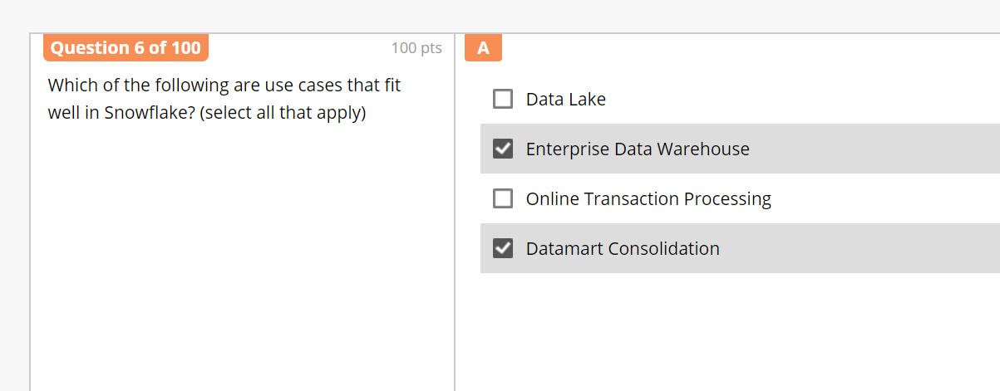 Question 6 of 100
100 pts
Which of the following are use cases that fit
well in Snowflake? (select all that apply)
A
Data Lake
Enterprise Data Warehouse
Online Transaction Processing
Datamart Consolidation